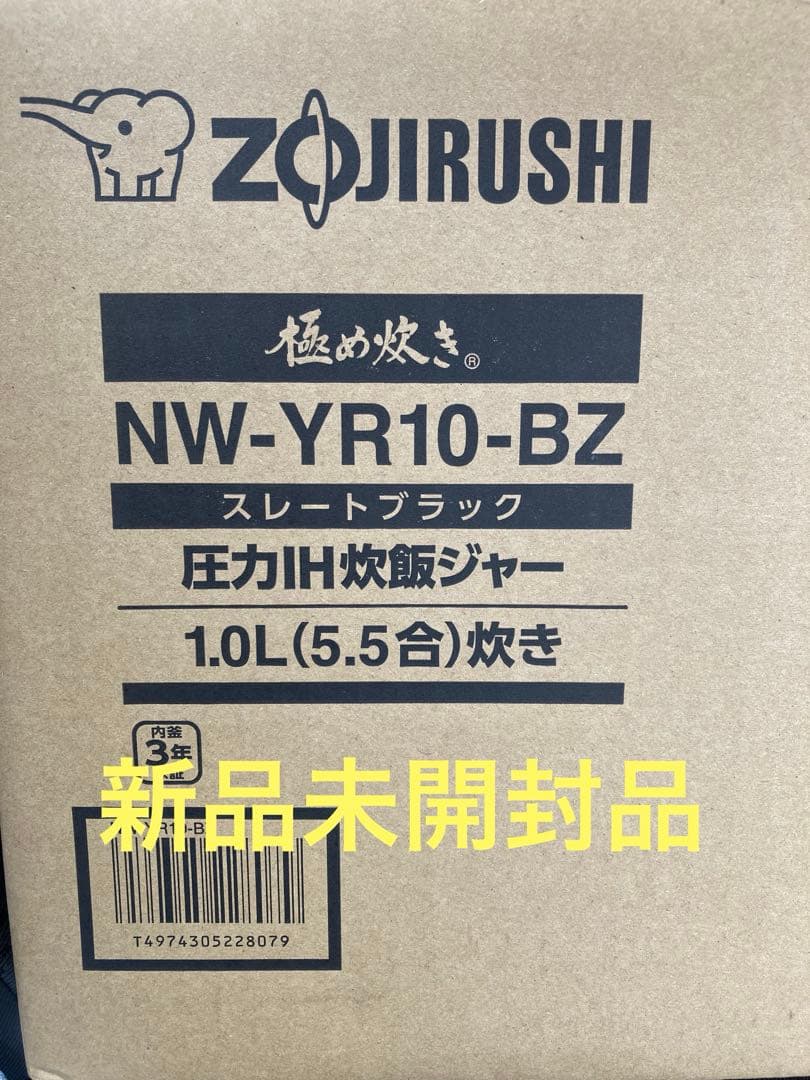 ZOJIRUSHI
極め炊き®
NW-YR10-BZ
スレートブラック
圧力IH炊飯ジャー
1.0L(5.5合)炊き
内釜
3年
新品未開封品
T4974305228079